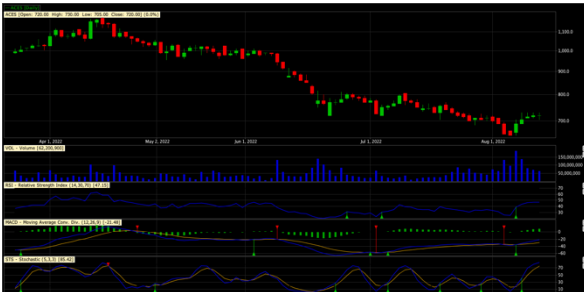 ACES [Open: 720.00 High: 730.00 Low: 705.00 Close: 720.00] (0.0%)
1,100.0
1,000.0
900.0
800.0
700.0
Apr 1, 2022 May 2, 2022 Jun 1, 2022 Jul 1, 2022 Aug 1, 2022
VOL - Volume [62,200,900]
150,000,000
100,000,000
50,000,000
RSI - Relative Strength Index (14,30,70) [47.15]
70
60
50
40
30
MACD - Moving Average Conv. Div. (12,26,9) [-21.49]
0
-20
-40
-60
STS - Stochastic (5,3,3) [85.42]